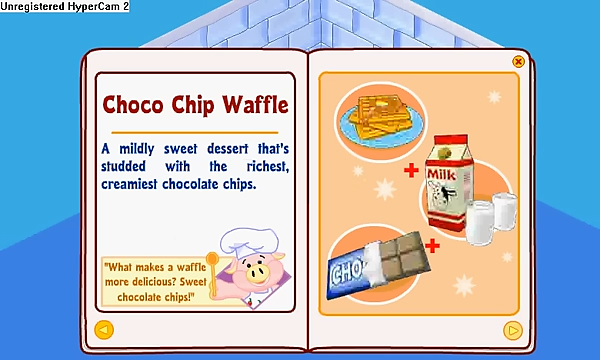 Unregistered HyperCam 2
Choco Chip Waffle
A mildly sweet dessert that's
studded with the richest,
creamiest chocolate chips.
"What makes a waffle
more delicious? Sweet
chocolate chips!"
Milk
CHO